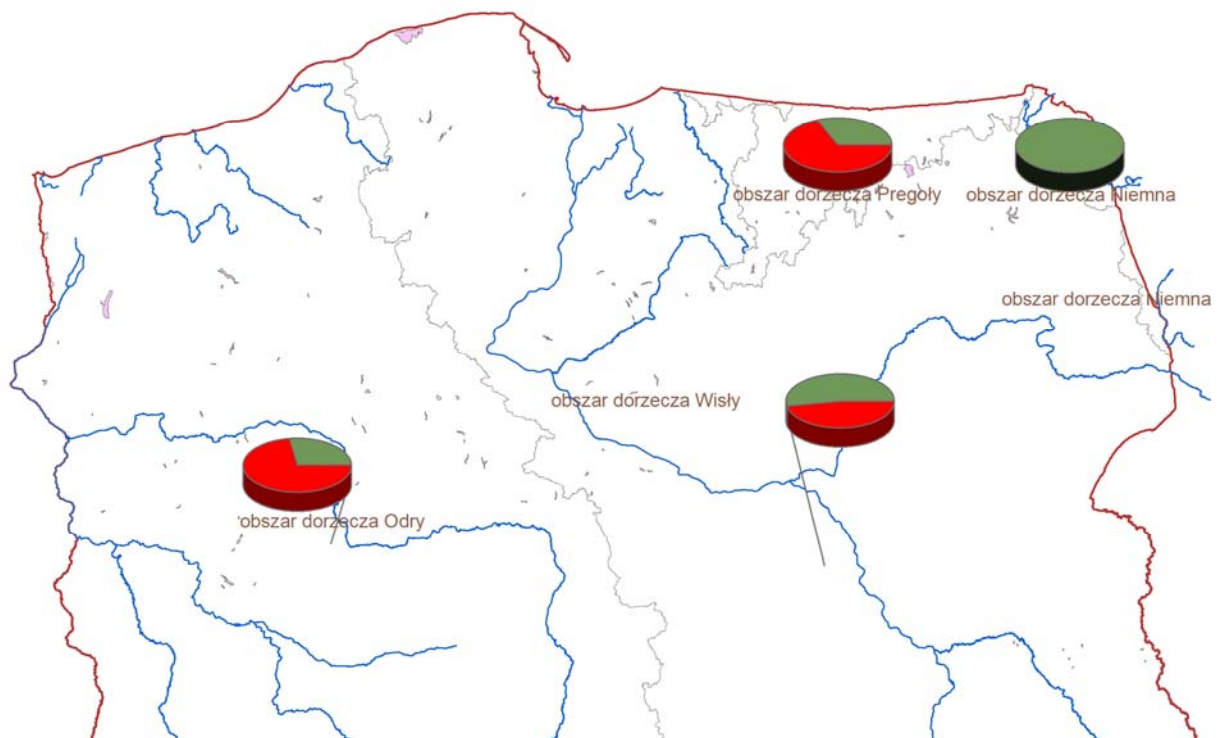 obszar dorzecza Pregoły
obszar dorzecza Niemna
obszar dorzecza Niemna
obszar dorzecza Wisły
obszar dorzecza Odry